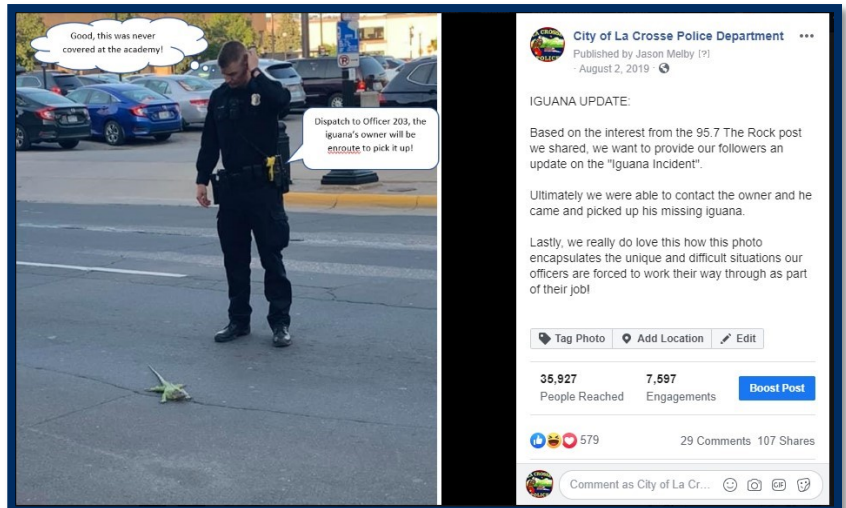 Good, this was never
covered at the academy!
Dispatch to Officer 203, the
iguana's owner will be
enroute to pick it up!
P
City of La Crosse Police Department
Published by Jason Melby [?]
· August 2, 2019 ·
IGUANA UPDATE:
Based on the interest from the 95.7 The Rock post
we shared, we want to provide our followers an
update on the "Iguana Incident".
Ultimately we were able to contact the owner and he
came and picked up his missing iguana.
Lastly, we really do love this how this photo
encapsulates the unique and difficult situations our
officers are forced to work their way through as part
of their job!
Tag Photo Add Location Edit
35,927 7,597
People Reached Engagements Boost Post
579 29 Comments 107 Shares
Comment as City of La Cr... GIF